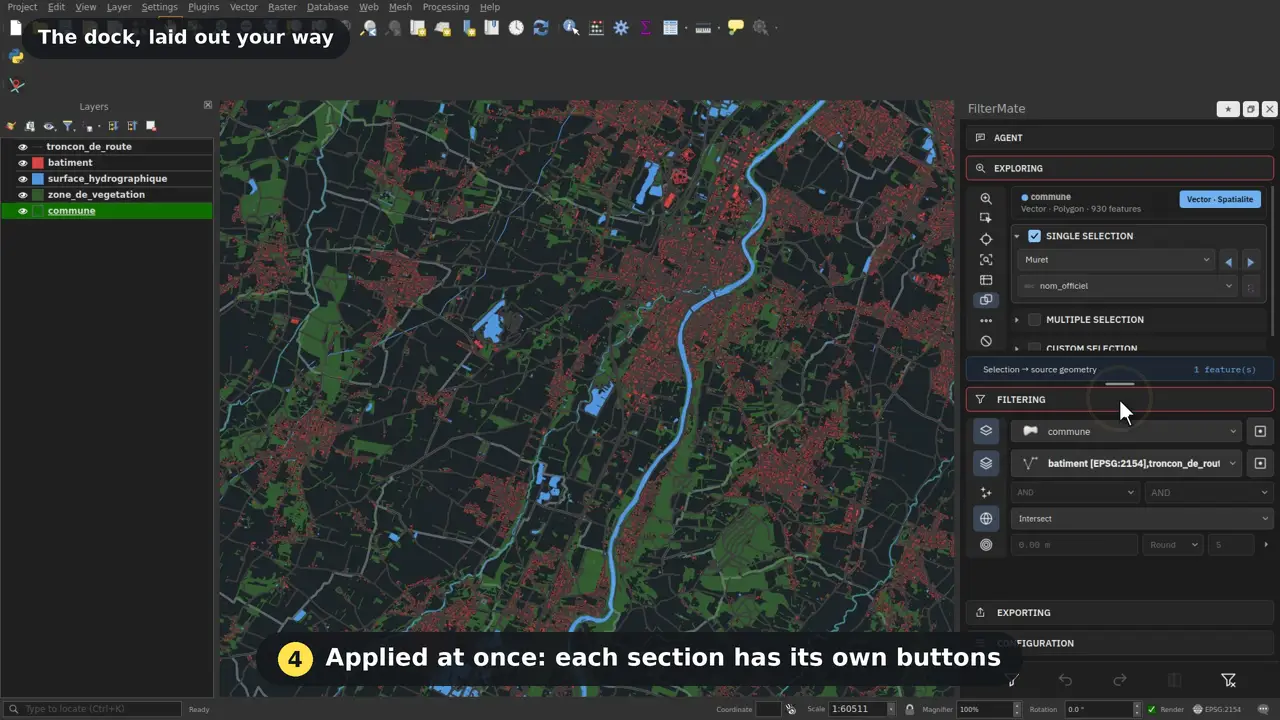 Project Edit View Layer Settings Plugins Vector Raster Database Web Mesh Processing Help
The dock, laid out your way
Layers
troncon_de_route
batiment
surface_hydrographique
zone_de_vegetation
commune
FilterMate
AGENT
EXPLORING
commune
Vector · Polygon · 930 features
Vector · Spatialite
SINGLE SELECTION
Muret
nom_officiel
MULTIPLE SELECTION
CUSTOM SELECTION
Selection → source geometry 1 feature(s)
FILTERING
commune
batiment [EPSG:2154],troncon_de_rout
AND AND
Intersect
0.00 m Round 5
EXPORTING
CONFIGURATION
4 Applied at once: each section has its own buttons
Type to locate (Ctrl+K) Ready Coordinate Scale 1:60511 Magnifier 100% Rotation 0.0 ° Render EPSG:2154